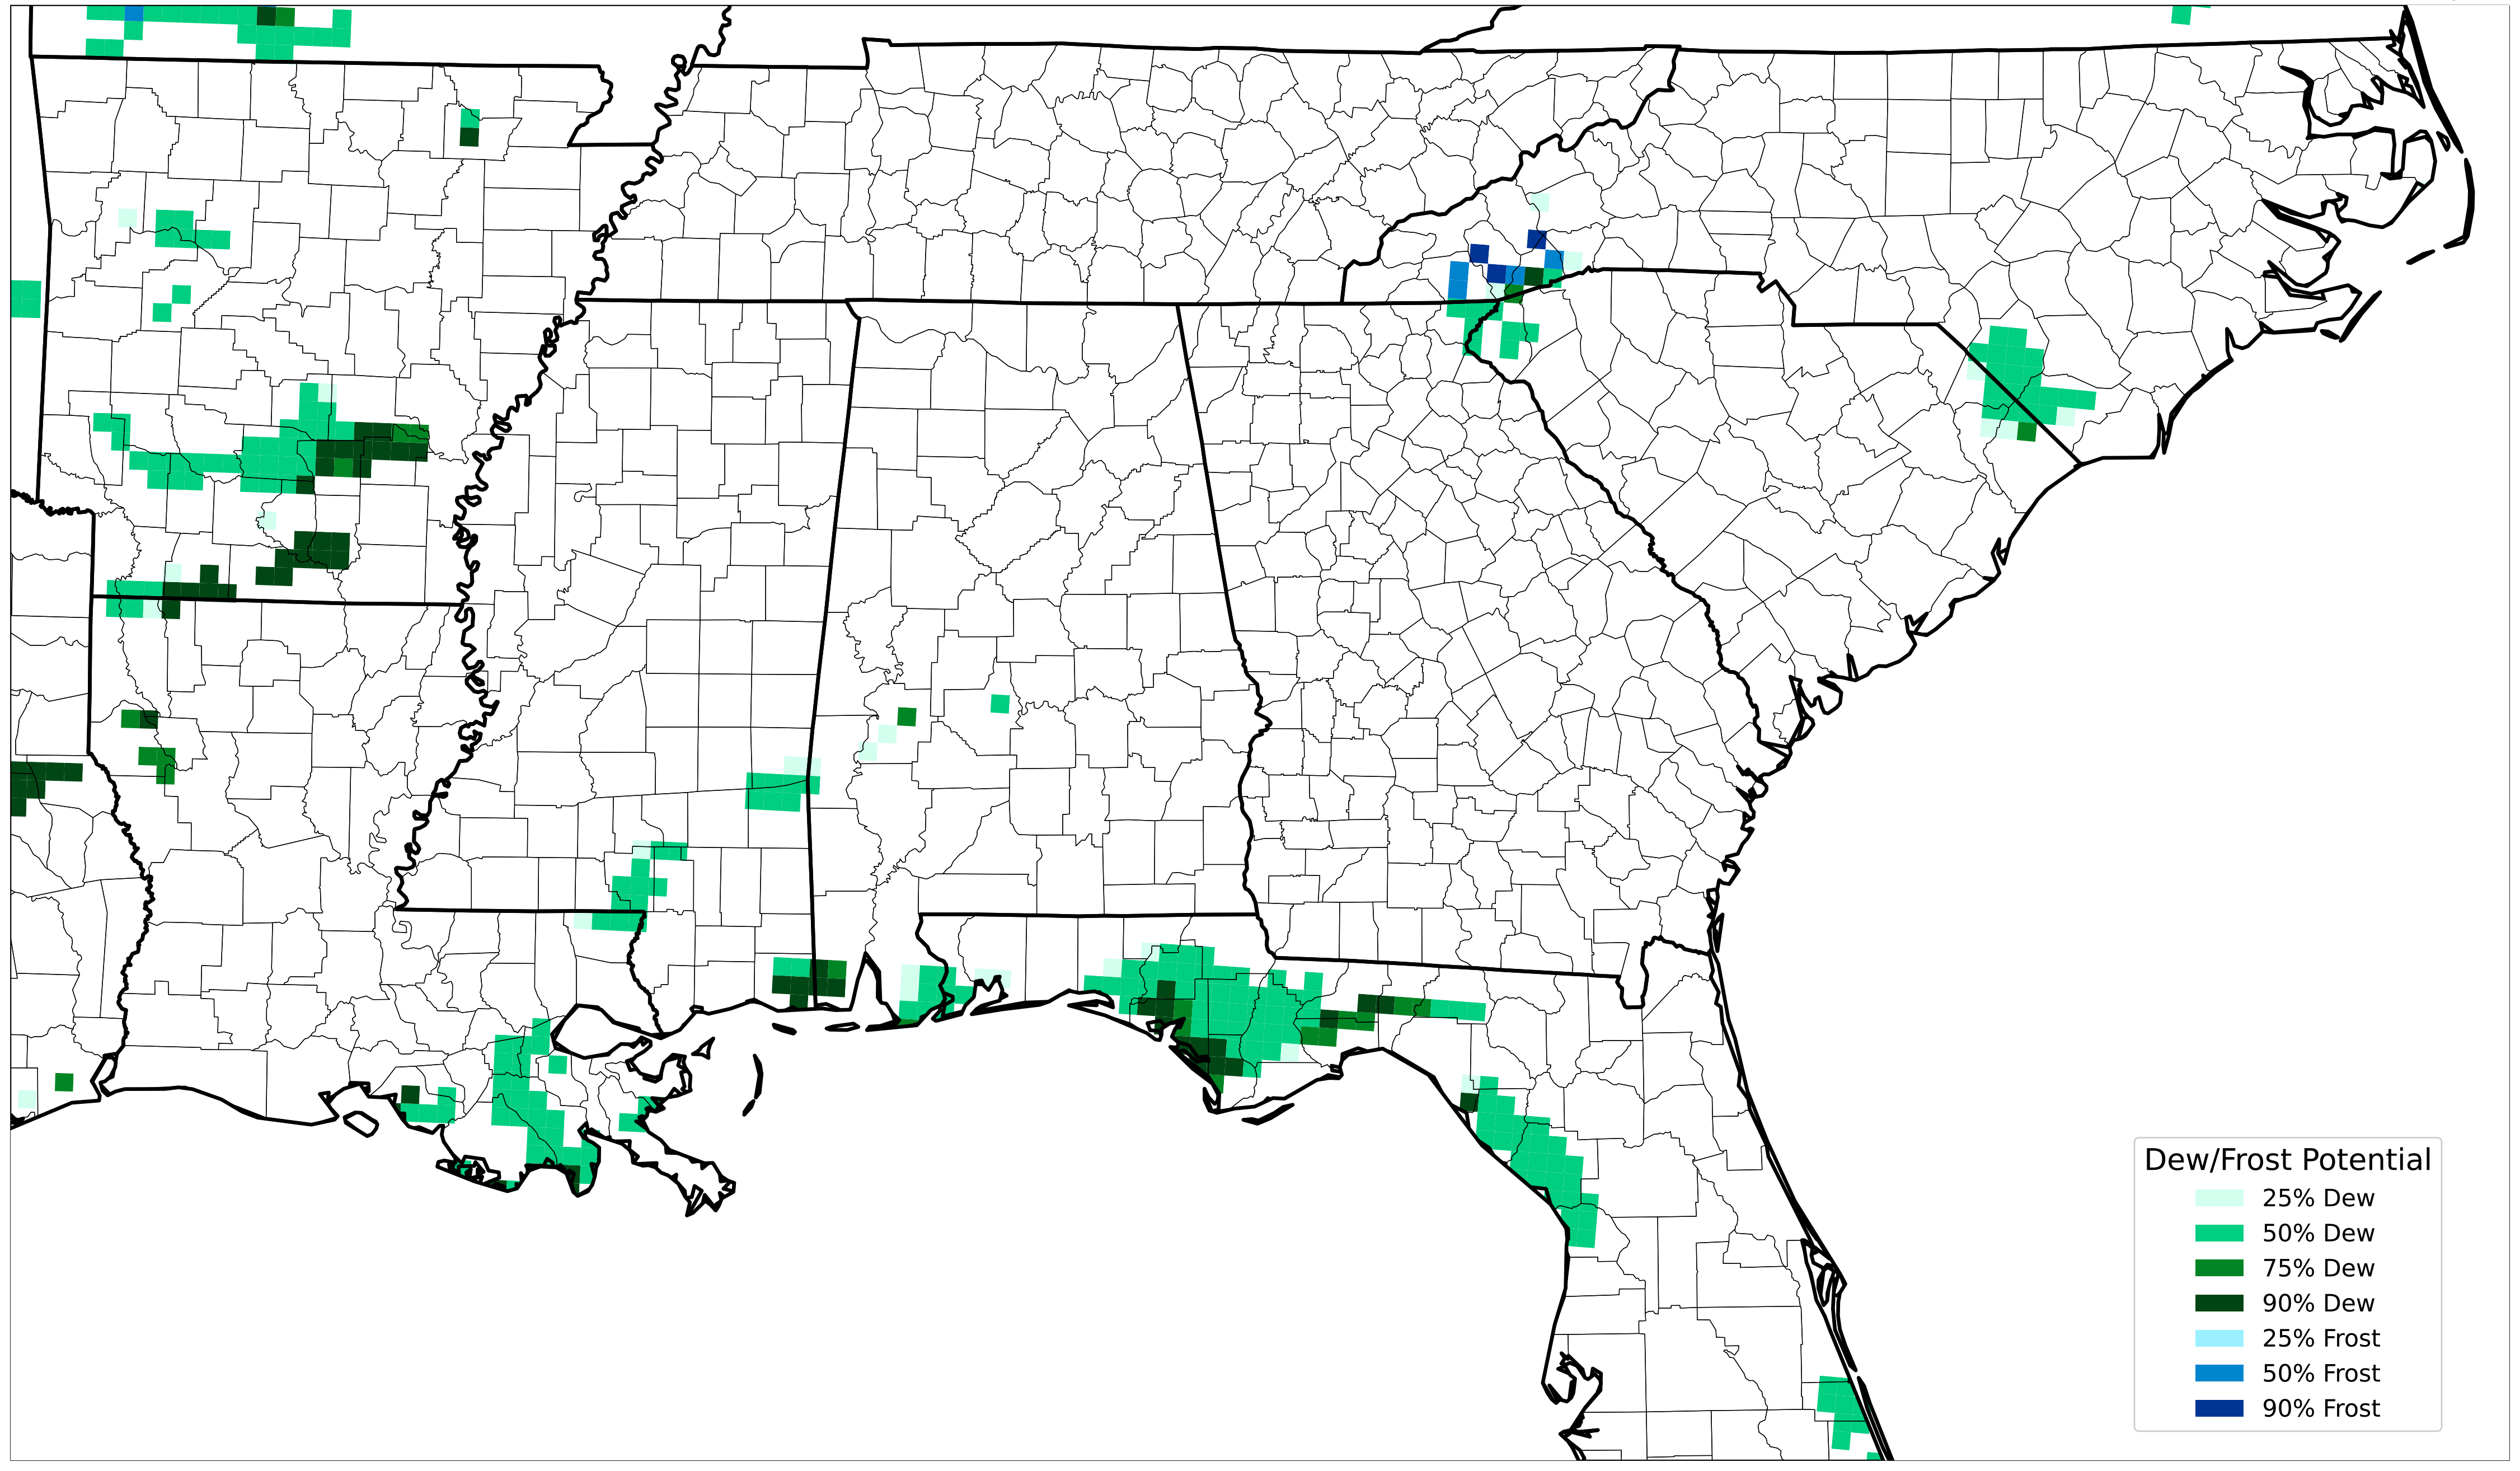 Dew/Frost Potential
25% Dew
50% Dew
75% Dew
90% Dew
25% Frost
50% Frost
90% Frost